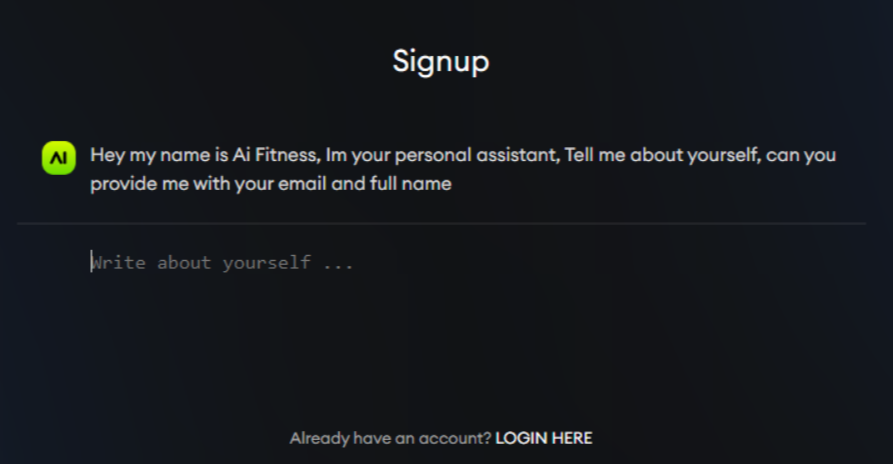 Signup
AI
Hey my name is Ai Fitness, Im your personal assistant, Tell me about yourself, can you
provide me with your email and full name
Write about yourself ...
Already have an account? LOGIN HERE